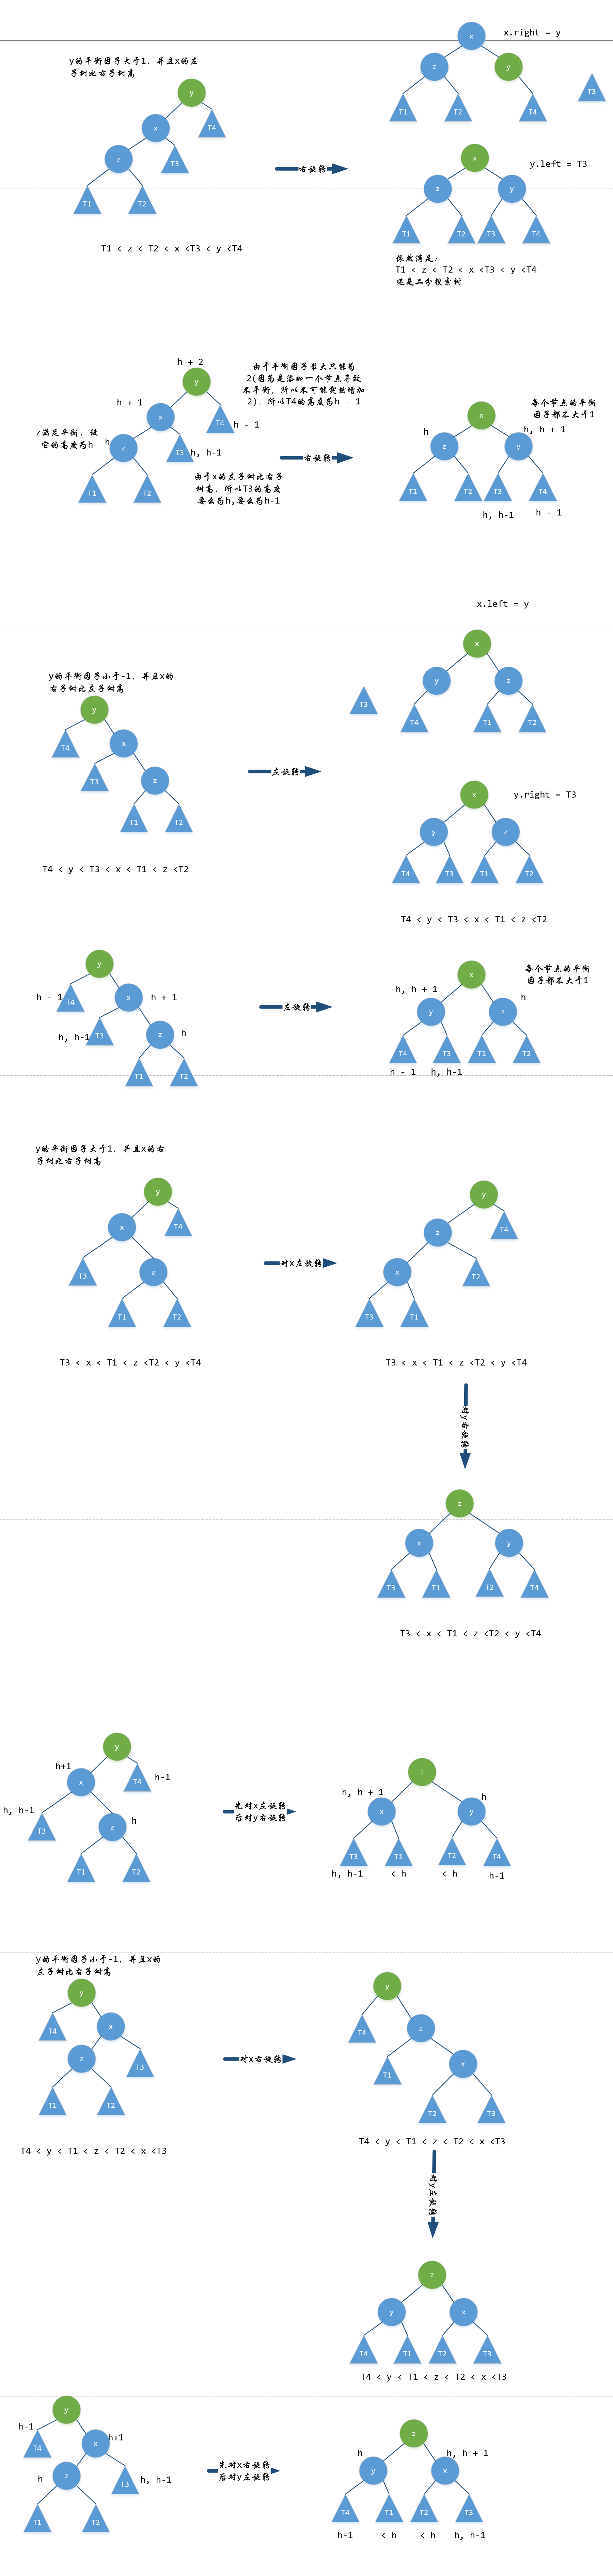 x.right = y
x
y的平衡因子大于1，并且x的左
子树比右子树高
z
y
y
T3
T1
T2
T4
x
T4
z
T3
x
y.left = T3
右旋转
z
y
T1
T2
T1
T2
T3
T4
T1 < z < T2 < x <T3 < y <T4
依然满足：
T1 < z < T2 < x <T3 < y <T4
还是二分搜索树
h + 2
y
由于平衡因子最大只能为
2(因为是添加一个节点导致
不平衡，所以不可能突然增加
2)，所以T4的高度为h - 1
h + 1
x
T4
h - 1
z满足平衡，设
它的高度为h
h
z
T3
h, h-1
T1
T2
由于x的左子树比右子
树高，所以T3的高度
要么为h,要么为h-1
右旋转
每个节点的平衡
因子都不大于1
x
h
z
h, h + 1
y
T1
T2
T3
T4
h, h-1
h - 1
x.left = y
x
y的平衡因子小于-1，并且x的
右子树比左子树高
y
T4
x
T3
z
T1
T2
T3
y
z
T4
T1
T2
左旋转
x
y.right = T3
y
z
T4
T3
T1
T2
T4 < y < T3 < x < T1 < z <T2
T4 < y < T3 < x < T1 < z <T2
y
h - 1
T4
x
h + 1
h, h-1
T3
z
h
T1
T2
左旋转
x
每个节点的平衡
因子都不大于1
h, h + 1
y
z
h
T4
T3
T1
T2
h - 1
h, h-1
y的平衡因子大于1，并且x的右
子树比右子树高
y
x
T4
T3
z
T1
T2
对x左旋转
y
z
T4
x
T2
T3
T1
T3 < x < T1 < z <T2 < y <T4
T3 < x < T1 < z <T2 < y <T4
对y右旋转
z
x
y
T3
T1
T2
T4
T3 < x < T1 < z <T2 < y <T4
y
h+1
x
T4
h-1
h, h-1
T3
z
h
T1
T2
先对x左旋转
后对y右旋转
z
h, h + 1
x
h
y
T3
T1
T2
T4
h, h-1
< h
< h
h-1
y的平衡因子小于-1，并且x的
左子树比右子树高
y
T4
x
z
T3
T1
T2
对x右旋转
y
T4
z
T1
x
T2
T3
T4 < y < T1 < z < T2 < x <T3
T4 < y < T1 < z < T2 < x <T3
对y左旋转
z
y
x
T4
T1
T2
T3
T4 < y < T1 < z < T2 < x <T3
y
h-1
T4
x
h+1
h
z
T3
h, h-1
T1
T2
先对x右旋转
后对y左旋转
z
h
y
h, h + 1
x
T4
T1
T2
T3
h-1
< h
< h
h, h-1